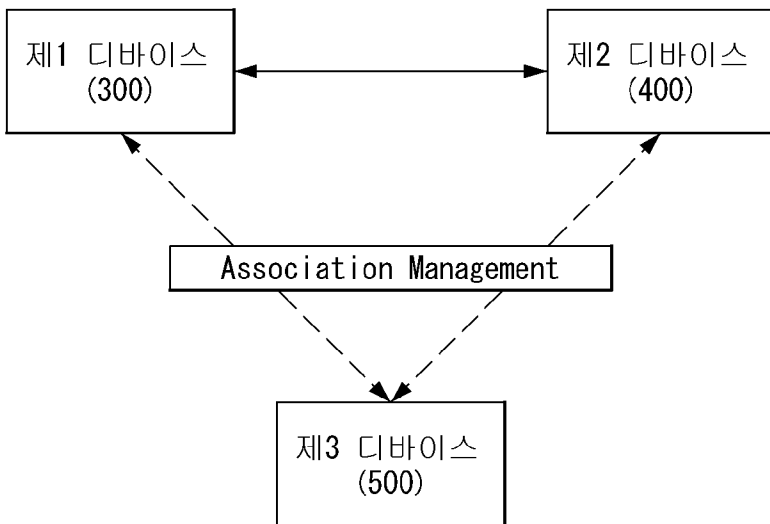 제1 디바이스
(300)
제2 디바이스
(400)
Association Management
제3 디바이스
(500)